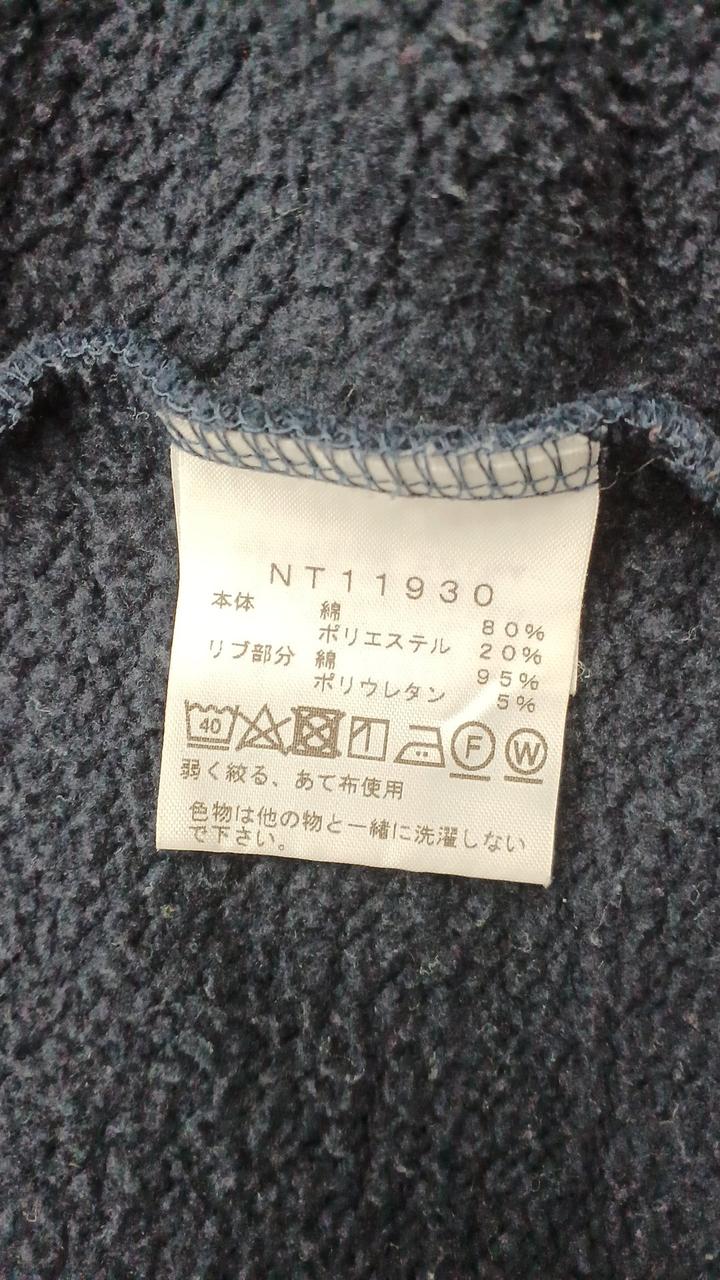 NT11930
本体 綿 80%
ポリエステル 20%
リブ部分 綿 95%
ポリウレタン 5%
40 F W
弱く絞る、あて布使用
色物は他の物と一緒に洗濯しない
で下さい。